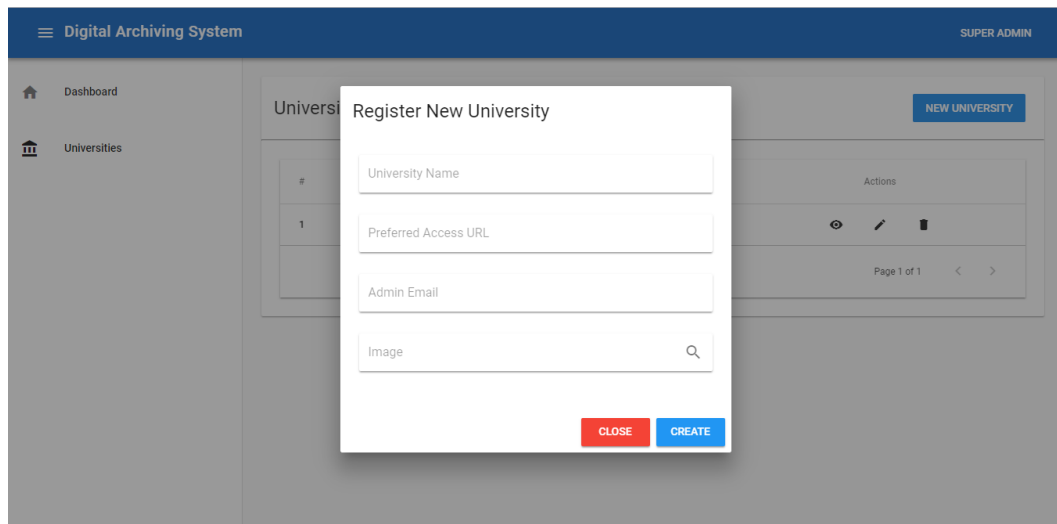 Digital Archiving System
SUPER ADMIN
Dashboard
Universities
Universi
NEW UNIVERSITY
Register New University
University Name
Preferred Access URL
Admin Email
Image
CLOSE
CREATE
#
Actions
1
Page 1 of 1